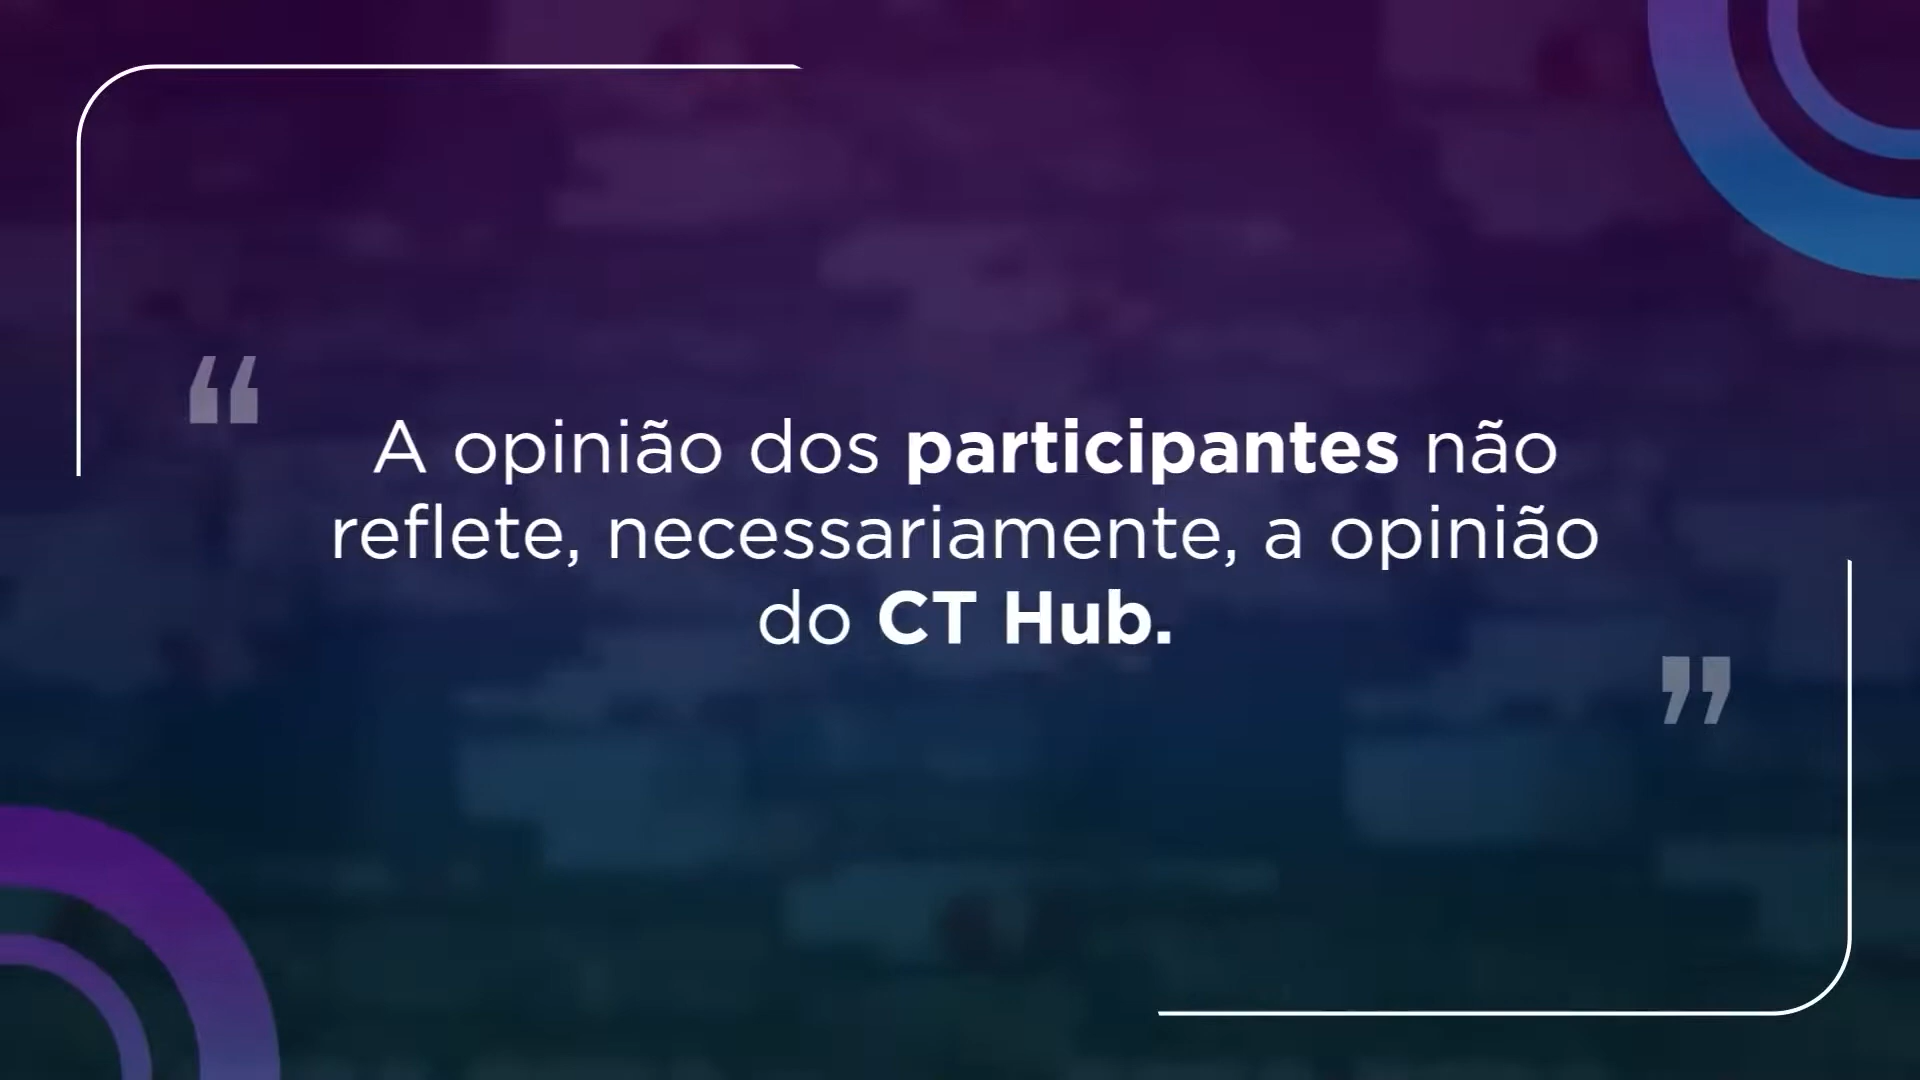 “
A opinião dos participantes não
reflete, necessariamente, a opinião
do CT Hub.
”